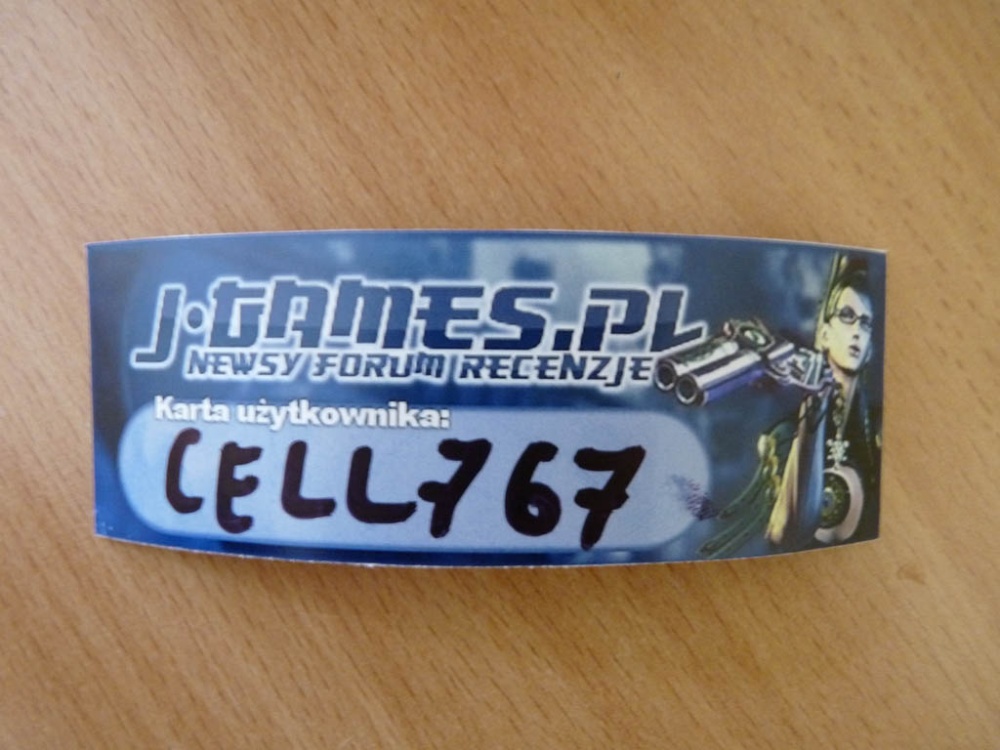 J•GAMES.PL
NEWSY FORUM RECENZJE
Karta użytkownika:
CELL767